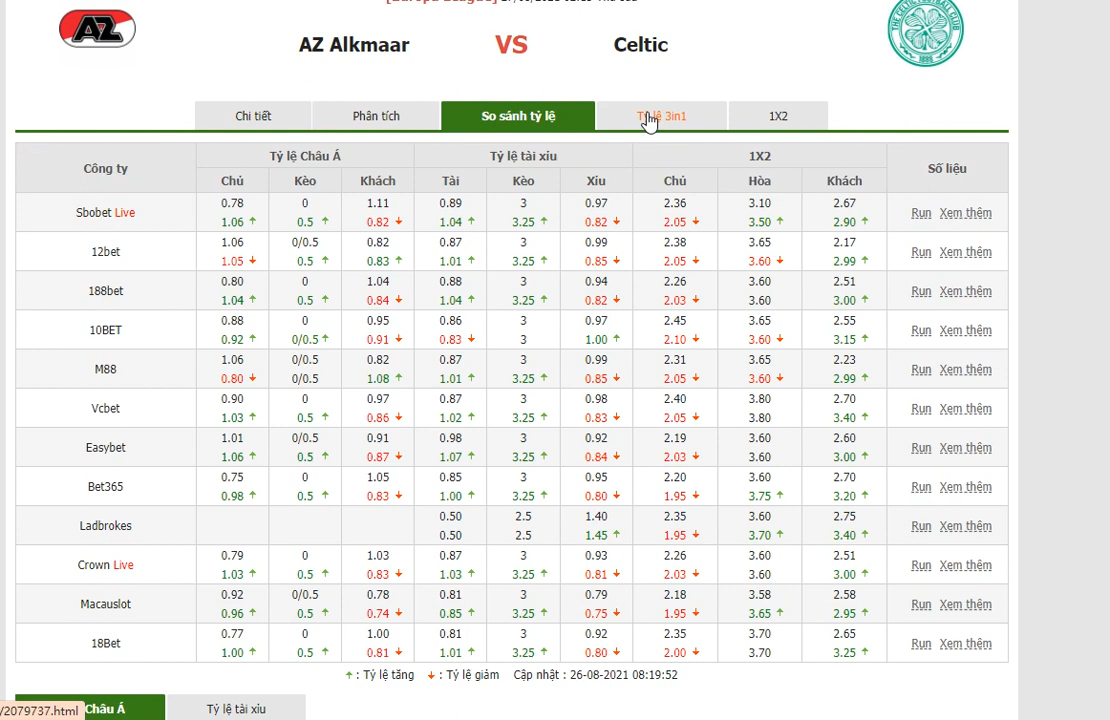 [Europa League]
AZ
AZ Alkmaar VS Celtic
THE CELTIC FOOTBALL CLUB
1888
Chi tiết Phân tích So sánh tỷ lệ Tỷ lệ 3in1 1X2
Công ty Tỷ lệ Châu Á Tỷ lệ tài xỉu 1X2 Số liệu
Chủ Kèo Khách Tài Kèo Xỉu Chủ Hòa Khách
Sbobet Live 0.78 0 1.11 0.89 3 0.97 2.36 3.10 2.67 Run Xem thêm
1.06 0.5 0.82 1.04 3.25 0.82 2.05 3.50 2.90
12bet 1.06 0/0.5 0.82 0.87 3 0.99 2.38 3.65 2.17 Run Xem thêm
1.05 0.5 0.83 1.01 3.25 0.85 2.05 3.60 2.99
188bet 0.80 0 1.04 0.88 3 0.94 2.26 3.60 2.51 Run Xem thêm
1.04 0.5 0.84 1.04 3.25 0.82 2.03 3.60 3.00
10BET 0.88 0 0.95 0.86 3 0.97 2.45 3.65 2.55 Run Xem thêm
0.92 0/0.5 0.91 0.83 3 1.00 2.10 3.60 3.15
M88 1.06 0/0.5 0.82 0.87 3 0.99 2.31 3.65 2.23 Run Xem thêm
0.80 0/0.5 1.08 1.01 3.25 0.85 2.05 3.60 2.99
Vcbet 0.90 0 0.97 0.87 3 0.98 2.40 3.80 2.70 Run Xem thêm
1.03 0.5 0.86 1.02 3.25 0.83 2.05 3.80 3.40
Easybet 1.01 0/0.5 0.91 0.98 3 0.92 2.19 3.60 2.60 Run Xem thêm
1.06 0.5 0.87 1.07 3.25 0.84 2.03 3.60 3.00
Bet365 0.75 0 1.05 0.85 3 0.95 2.20 3.60 2.70 Run Xem thêm
0.98 0.5 0.83 1.00 3.25 0.80 1.95 3.75 3.20
Ladbrokes 0.50 2.5 1.40 2.35 3.60 2.75 Run Xem thêm
0.50 2.5 1.45 1.95 3.70 3.40
Crown Live 0.79 0 1.03 0.87 3 0.93 2.26 3.60 2.51 Run Xem thêm
1.03 0.5 0.83 1.03 3.25 0.81 2.03 3.60 3.00
Macauslot 0.92 0/0.5 0.78 0.81 3 0.79 2.18 3.58 2.58 Run Xem thêm
0.96 0.5 0.74 0.85 3.25 0.75 1.95 3.65 2.95
18Bet 0.77 0 1.00 0.81 3 0.92 2.35 3.70 2.65 Run Xem thêm
1.00 0.5 0.81 1.01 3.25 0.80 2.00 3.70 3.25
: Tỷ lệ tăng : Tỷ lệ giảm Cập nhật : 26-08-2021 08:19:52
/2079737.html Châu Á Tỷ lệ tài xỉu